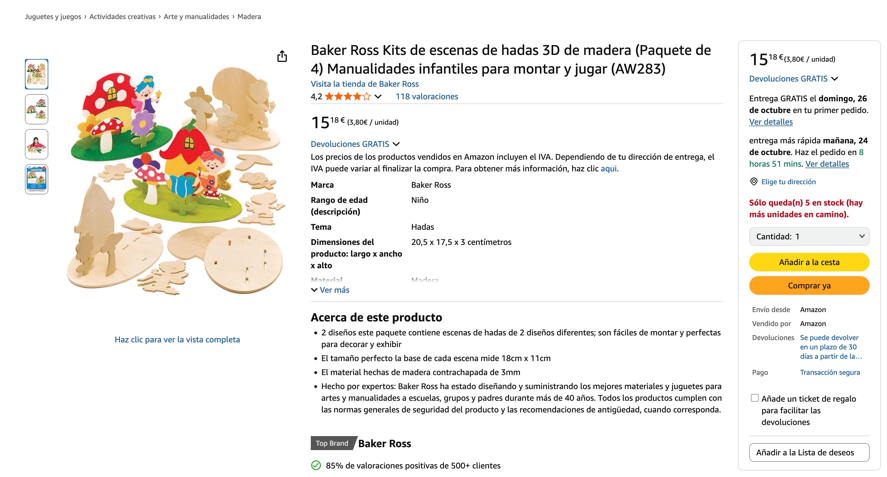 Juguetes y juegos › Actividades creativas › Arte y manualidades › Madera
Baker Ross Kits de escenas de hadas 3D de madera (Paquete de
4) Manualidades infantiles para montar y jugar (AW283)
Visita la tienda de Baker Ross
4,2 118 valoraciones
15,18 € (3,80€ / unidad)
Devoluciones GRATIS
Los precios de los productos vendidos en Amazon incluyen el IVA. Dependiendo de tu dirección de entrega, el
IVA puede variar al finalizar la compra. Para obtener más información, haz clic aquí.
Marca Baker Ross
Rango de edad Niño
(descripción)
Tema Hadas
Dimensiones del 20,5 x 17,5 x 3 centímetros
producto: largo x ancho
x alto
Material Madera
Ver más
Acerca de este producto
• 2 diseños este paquete contiene escenas de hadas de 2 diseños diferentes; son fáciles de montar y perfectas
para decorar y exhibir
• El tamaño perfecto la base de cada escena mide 18cm x 11cm
• El material hechas de madera contrachapada de 3mm
• Hecho por expertos: Baker Ross ha estado diseñando y suministrando los mejores materiales y juguetes para
artes y manualidades a escuelas, grupos y padres durante más de 40 años. Todos los productos cumplen con
las normas generales de seguridad del producto y las recomendaciones de antigüedad, cuando corresponda.
Top Brand Baker Ross
85% de valoraciones positivas de 500+ clientes
Haz clic para ver la vista completa
15,18 € (3,80€ / unidad)
Devoluciones GRATIS
Entrega GRATIS el domingo, 26
de octubre en tu primer pedido.
Ver detalles
entrega más rápida mañana, 24
de octubre. Haz el pedido en 8
horas 51 mins. Ver detalles
Elige tu dirección
Sólo queda(n) 5 en stock (hay
más unidades en camino).
Cantidad: 1
Añadir a la cesta
Comprar ya
Envío desde Amazon
Vendido por Amazon
Devoluciones Se puede devolver
en un plazo de 30
días a partir de la...
Pago Transacción segura
Añade un ticket de regalo
para facilitar las
devoluciones
Añadir a la Lista de deseos